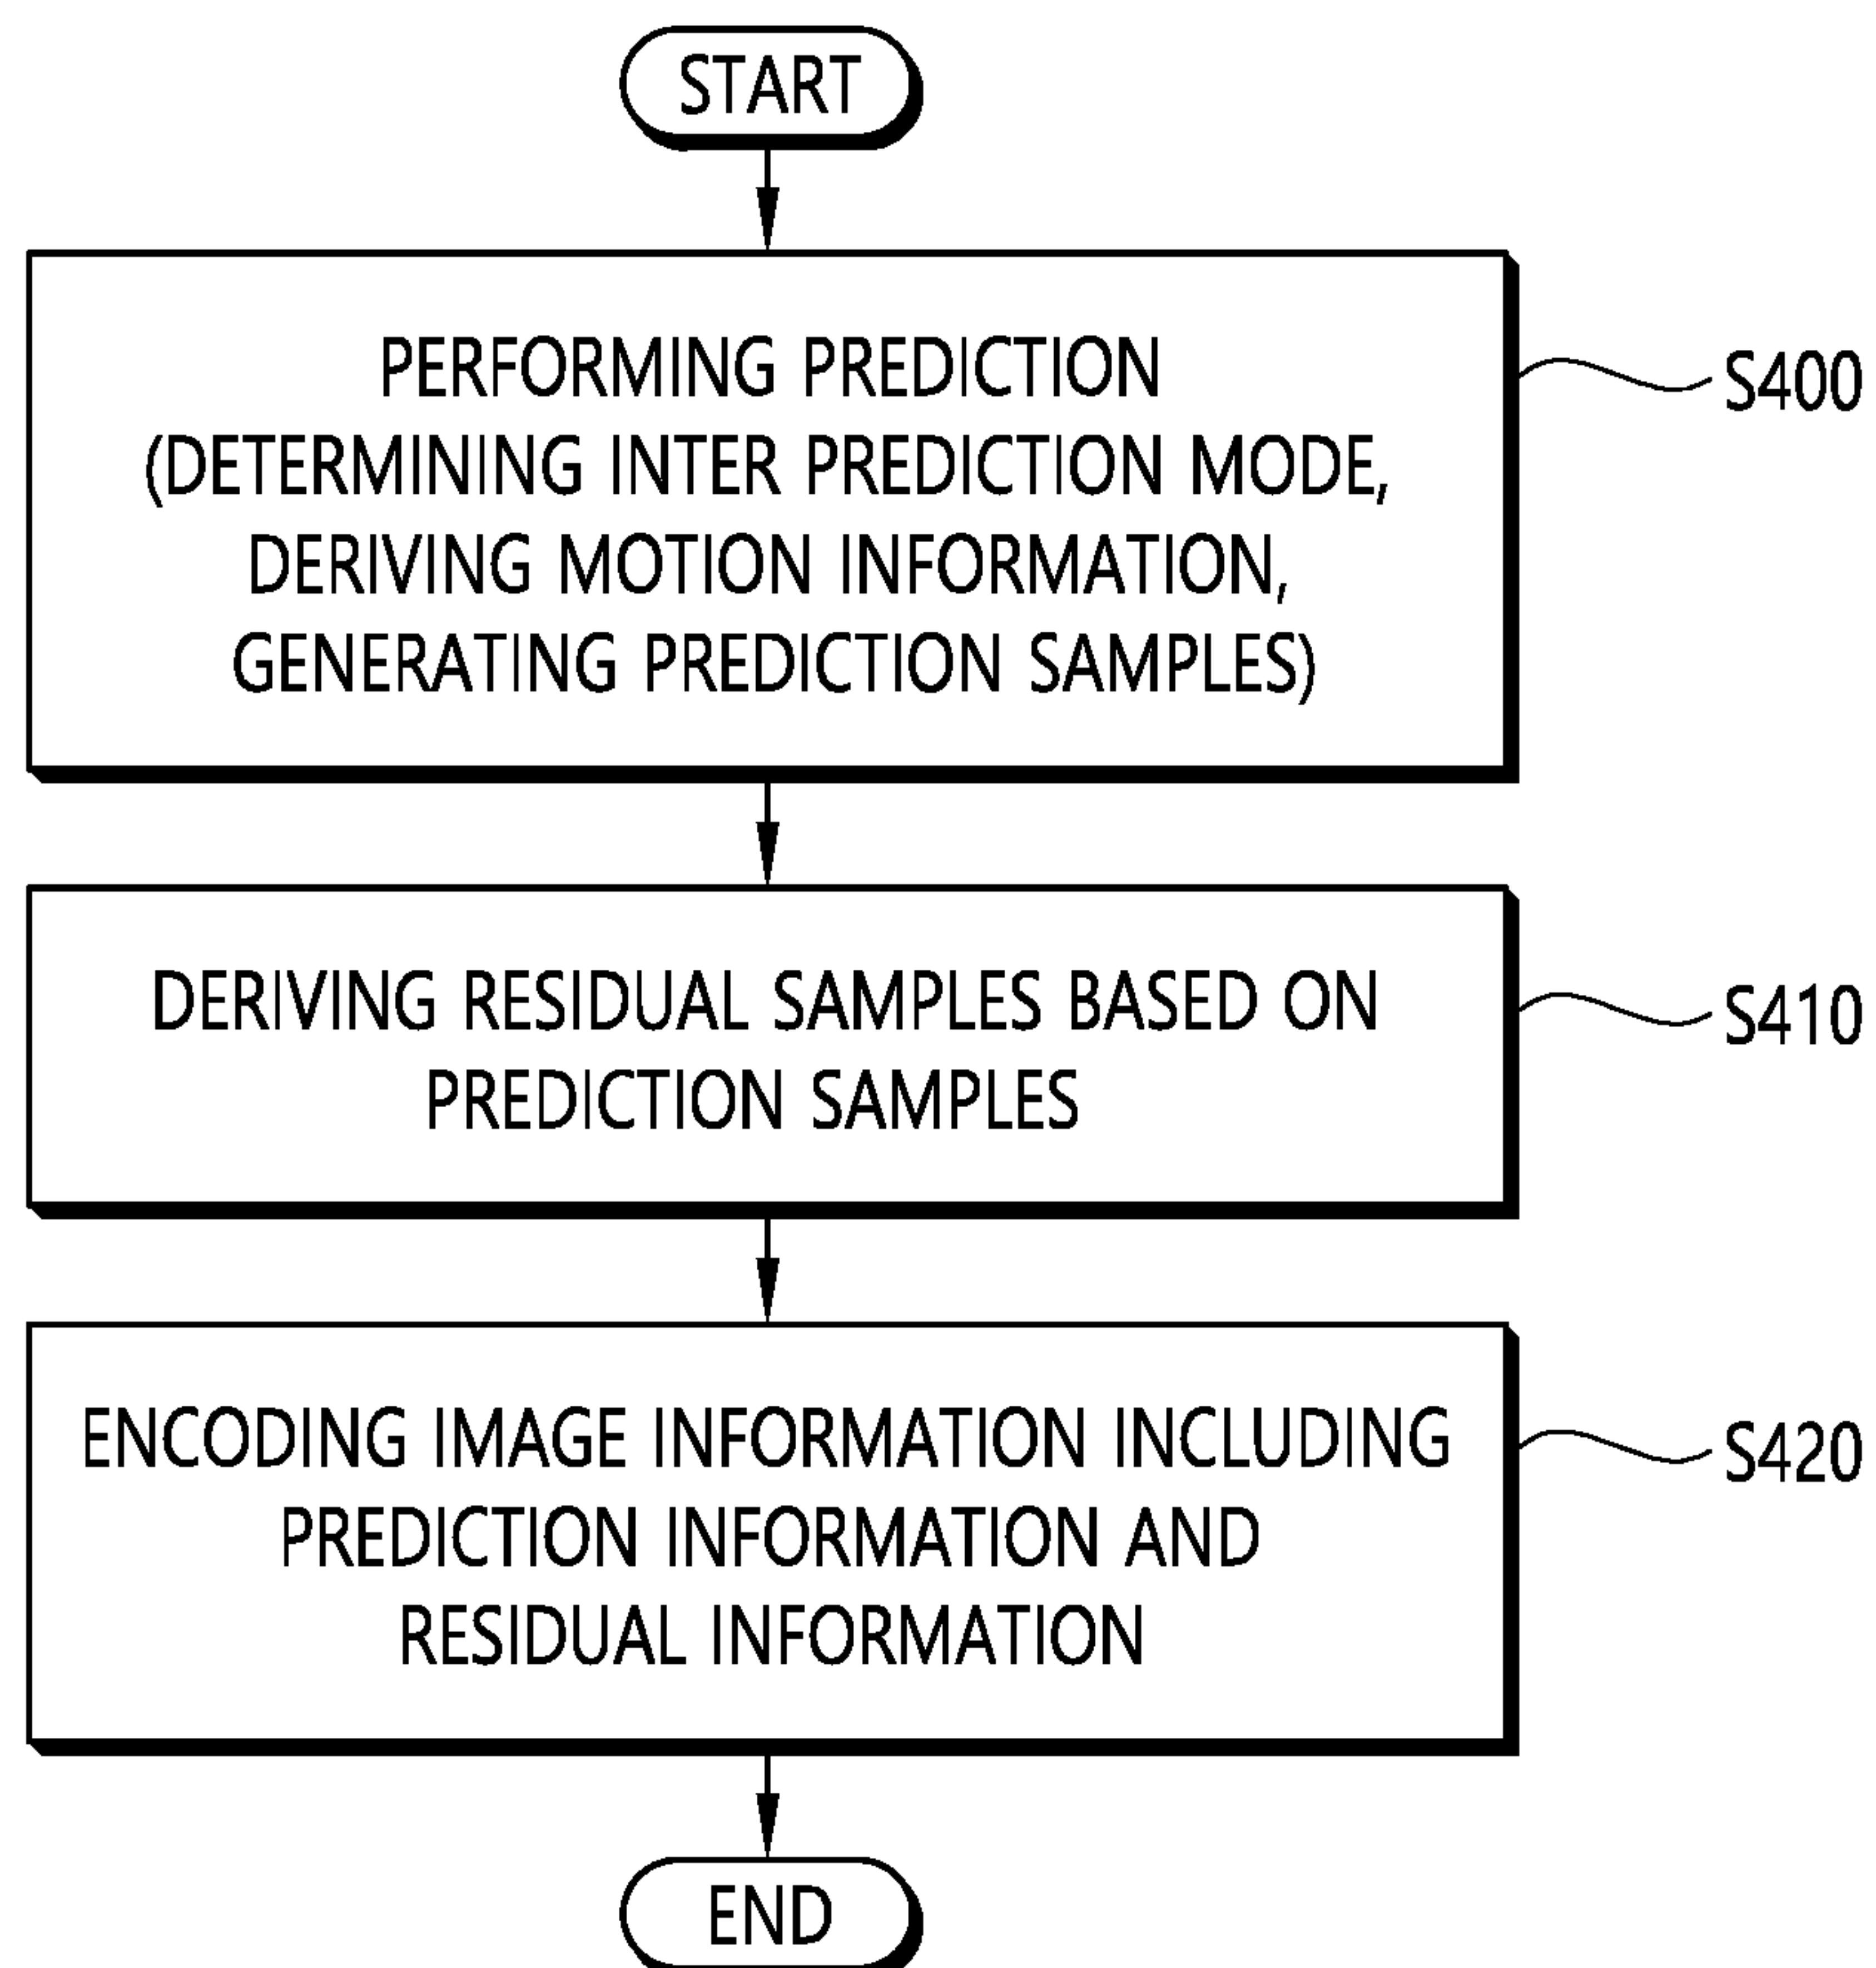 START
PERFORMING PREDICTION
(DETERMINING INTER PREDICTION MODE,
DERIVING MOTION INFORMATION,
GENERATING PREDICTION SAMPLES)
S400
DERIVING RESIDUAL SAMPLES BASED ON
PREDICTION SAMPLES
S410
ENCODING IMAGE INFORMATION INCLUDING
PREDICTION INFORMATION AND
RESIDUAL INFORMATION
S420
END